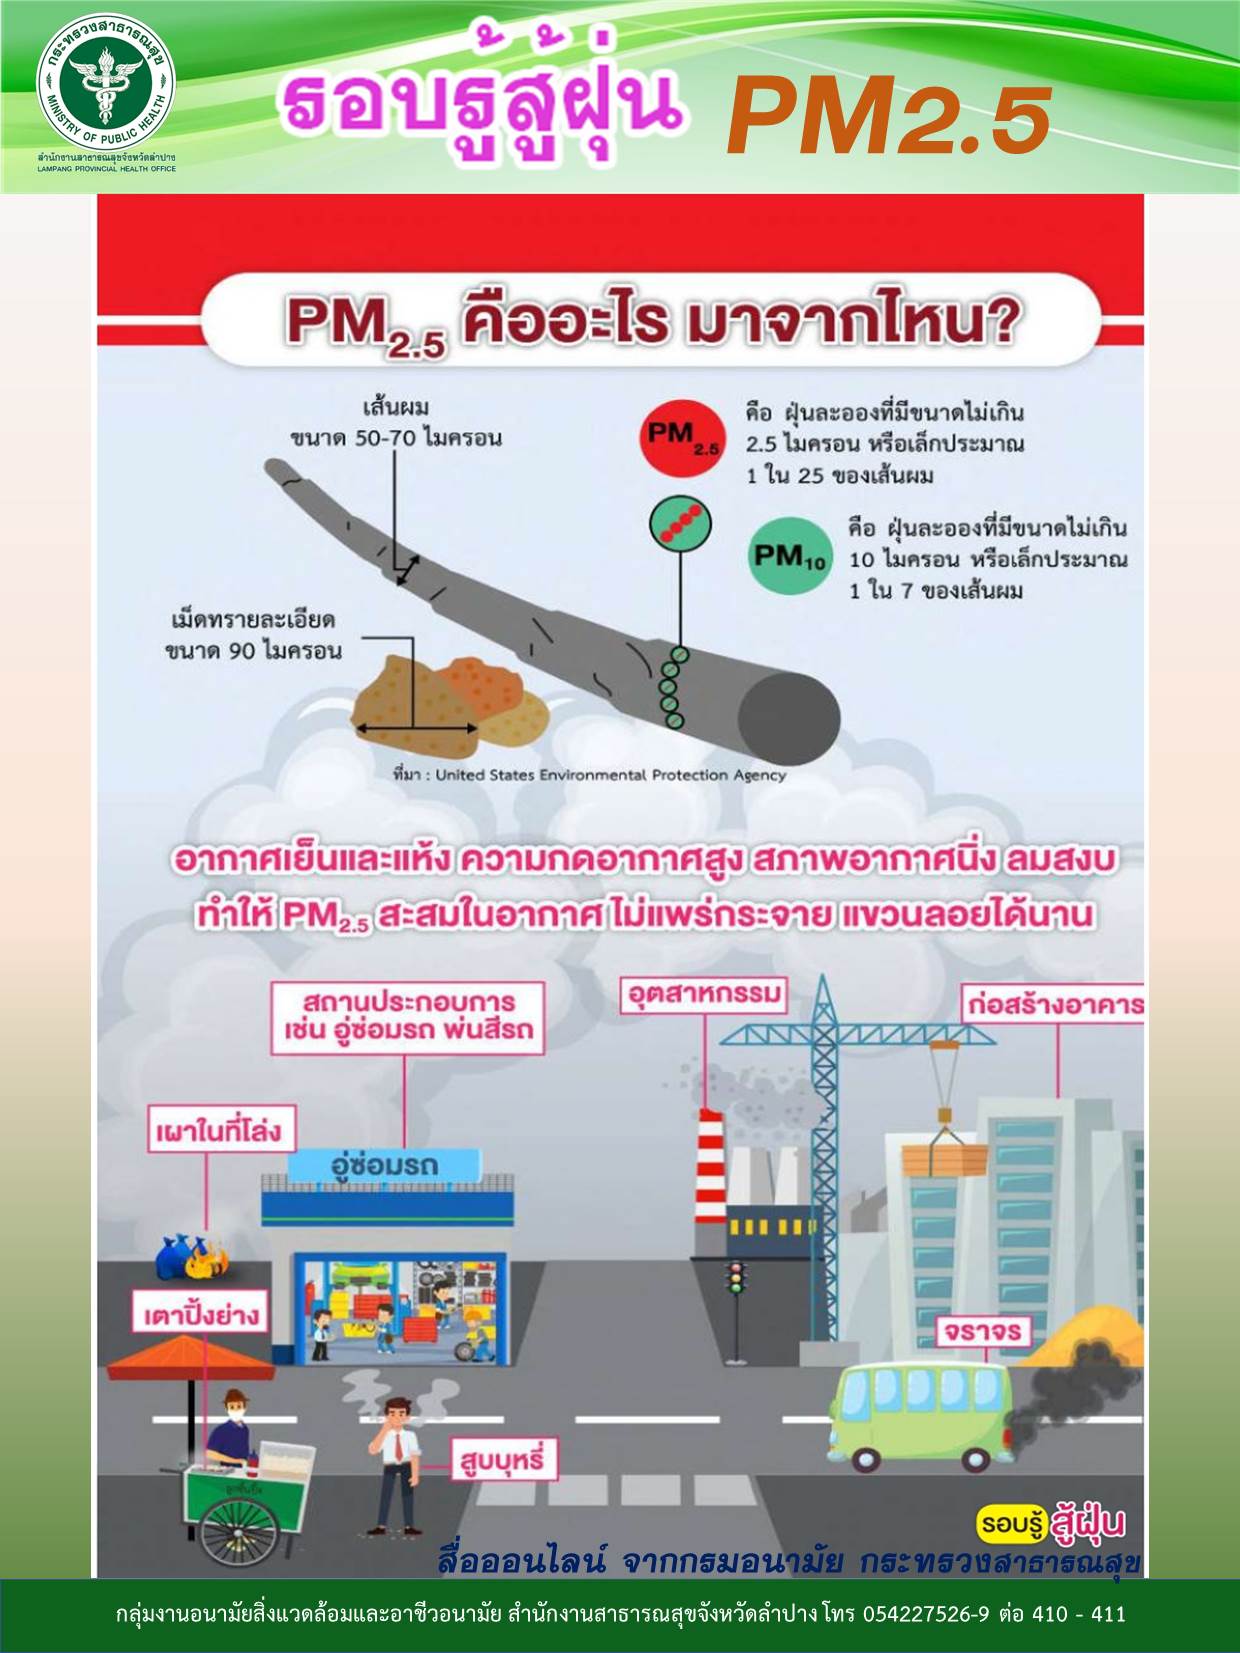 กระทรวงสาธารณสุข
MINISTRY OF PUBLIC HEALTH
สำนักงานสาธารณสุขจังหวัดลำปาง
LAMPANG PROVINCIAL HEALTH OFFICE
รอบรู้สู้ฝุ่น PM2.5
PM2.5 คืออะไร มาจากไหน?
เส้นผม
ขนาด 50-70 ไมครอน
PM2.5
คือ ฝุ่นละอองที่มีขนาดไม่เกิน
2.5 ไมครอน หรือเล็กประมาณ
1 ใน 25 ของเส้นผม
PM10
คือ ฝุ่นละอองที่มีขนาดไม่เกิน
10 ไมครอน หรือเล็กประมาณ
1 ใน 7 ของเส้นผม
เม็ดทรายละเอียด
ขนาด 90 ไมครอน
ที่มา : United States Environmental Protection Agency
อากาศเย็นและแห้ง ความกดอากาศสูง สภาพอากาศนิ่ง ลมสงบ
ทำให้ PM2.5 สะสมในอากาศ ไม่แพร่กระจาย แขวนลอยได้นาน
สถานประกอบการ
เช่น อู่ซ่อมรถ พ่นสีรถ
อุตสาหกรรม
ก่อสร้างอาคาร
เผาในที่โล่ง
อู่ซ่อมรถ
เตาปิ้งย่าง
จราจร
สูบบุหรี่
ลูกชิ้นปิ้ง
รอบรู้ สู้ฝุ่น
สื่อออนไลน์ จากกรมอนามัย กระทรวงสาธารณสุข
กลุ่มงานอนามัยสิ่งแวดล้อมและอาชีวอนามัย สำนักงานสาธารณสุขจังหวัดลำปาง โทร 054227526-9 ต่อ 410 - 411